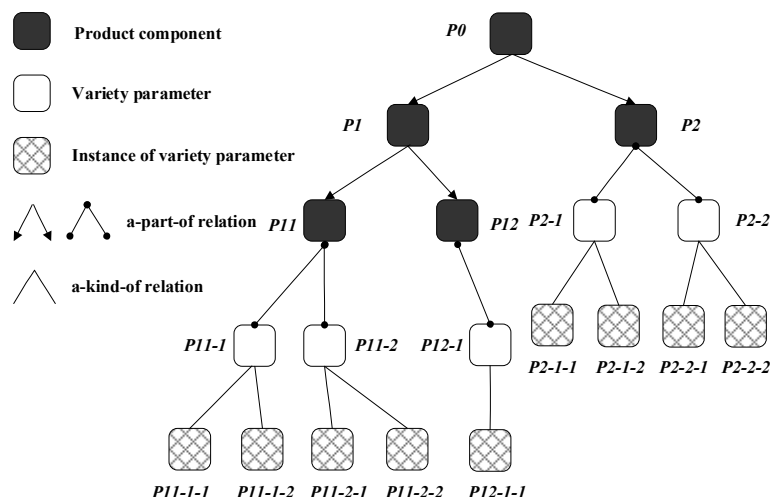 Product component
Variety parameter
Instance of variety parameter
a-part-of relation
a-kind-of relation
P0
P1
P2
P11
P12
P2-1
P2-2
P11-1
P11-2
P12-1
P2-1-1
P2-1-2
P2-2-1
P2-2-2
P11-1-1
P11-1-2
P11-2-1
P11-2-2
P12-1-1